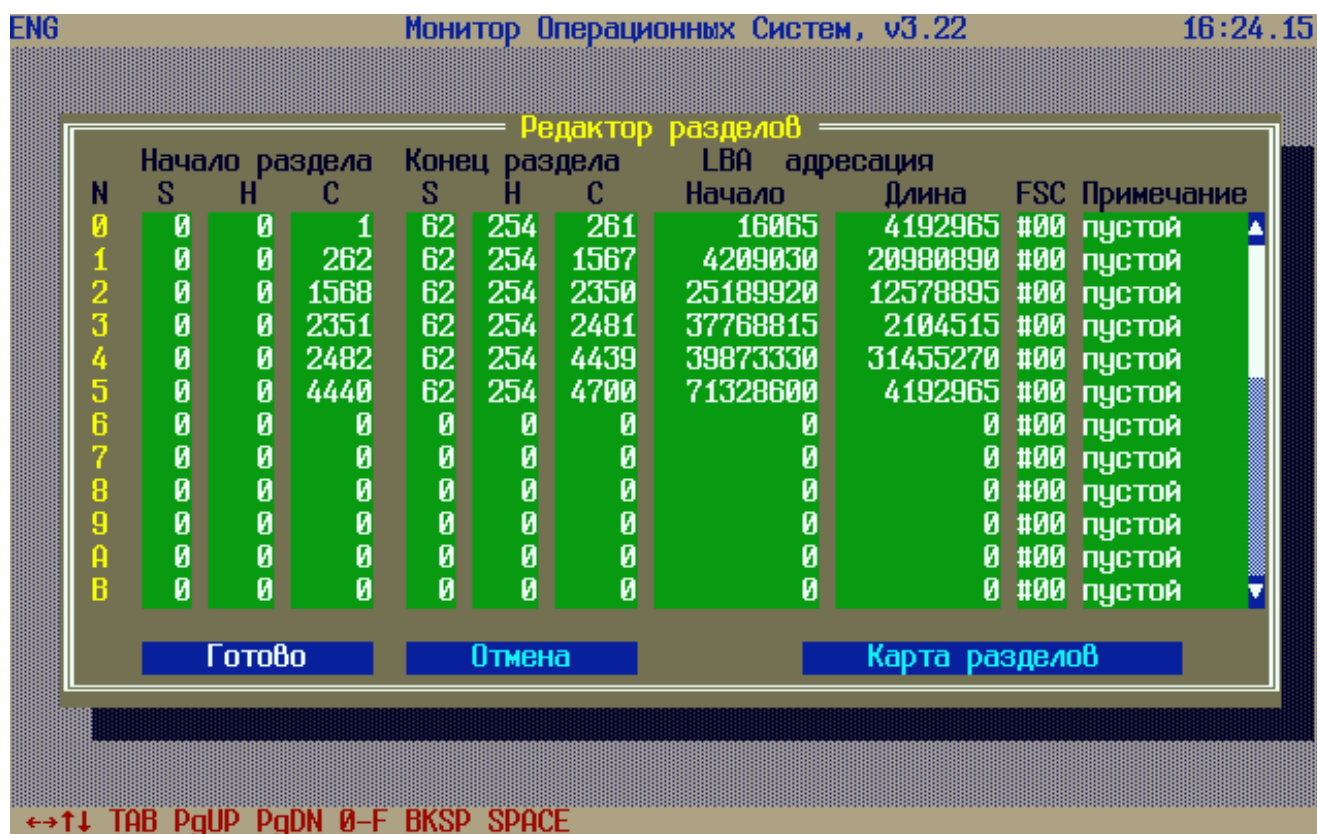 ENG Монитор Операционных Систем, v3.22 16:24.15
Редактор разделов
Начало раздела Конец раздела LBA адресация
N S H C S H C Начало Длина FSC Примечание
0 0 0 1 62 254 261 16065 4192965 #00 пустой
1 0 0 262 62 254 1567 4209030 20980890 #00 пустой
2 0 0 1568 62 254 2350 25189920 12578895 #00 пустой
3 0 0 2351 62 254 2481 37768815 2104515 #00 пустой
4 0 0 2482 62 254 4439 39873330 31455270 #00 пустой
5 0 0 4440 62 254 4700 71328600 4192965 #00 пустой
6 0 0 0 0 0 0 0 0 #00 пустой
7 0 0 0 0 0 0 0 0 #00 пустой
8 0 0 0 0 0 0 0 0 #00 пустой
9 0 0 0 0 0 0 0 0 #00 пустой
A 0 0 0 0 0 0 0 0 #00 пустой
B 0 0 0 0 0 0 0 0 #00 пустой
Готово Отмена Карта разделов
←→↑↓ TAB PgUP PgDN 0-F BKSP SPACE